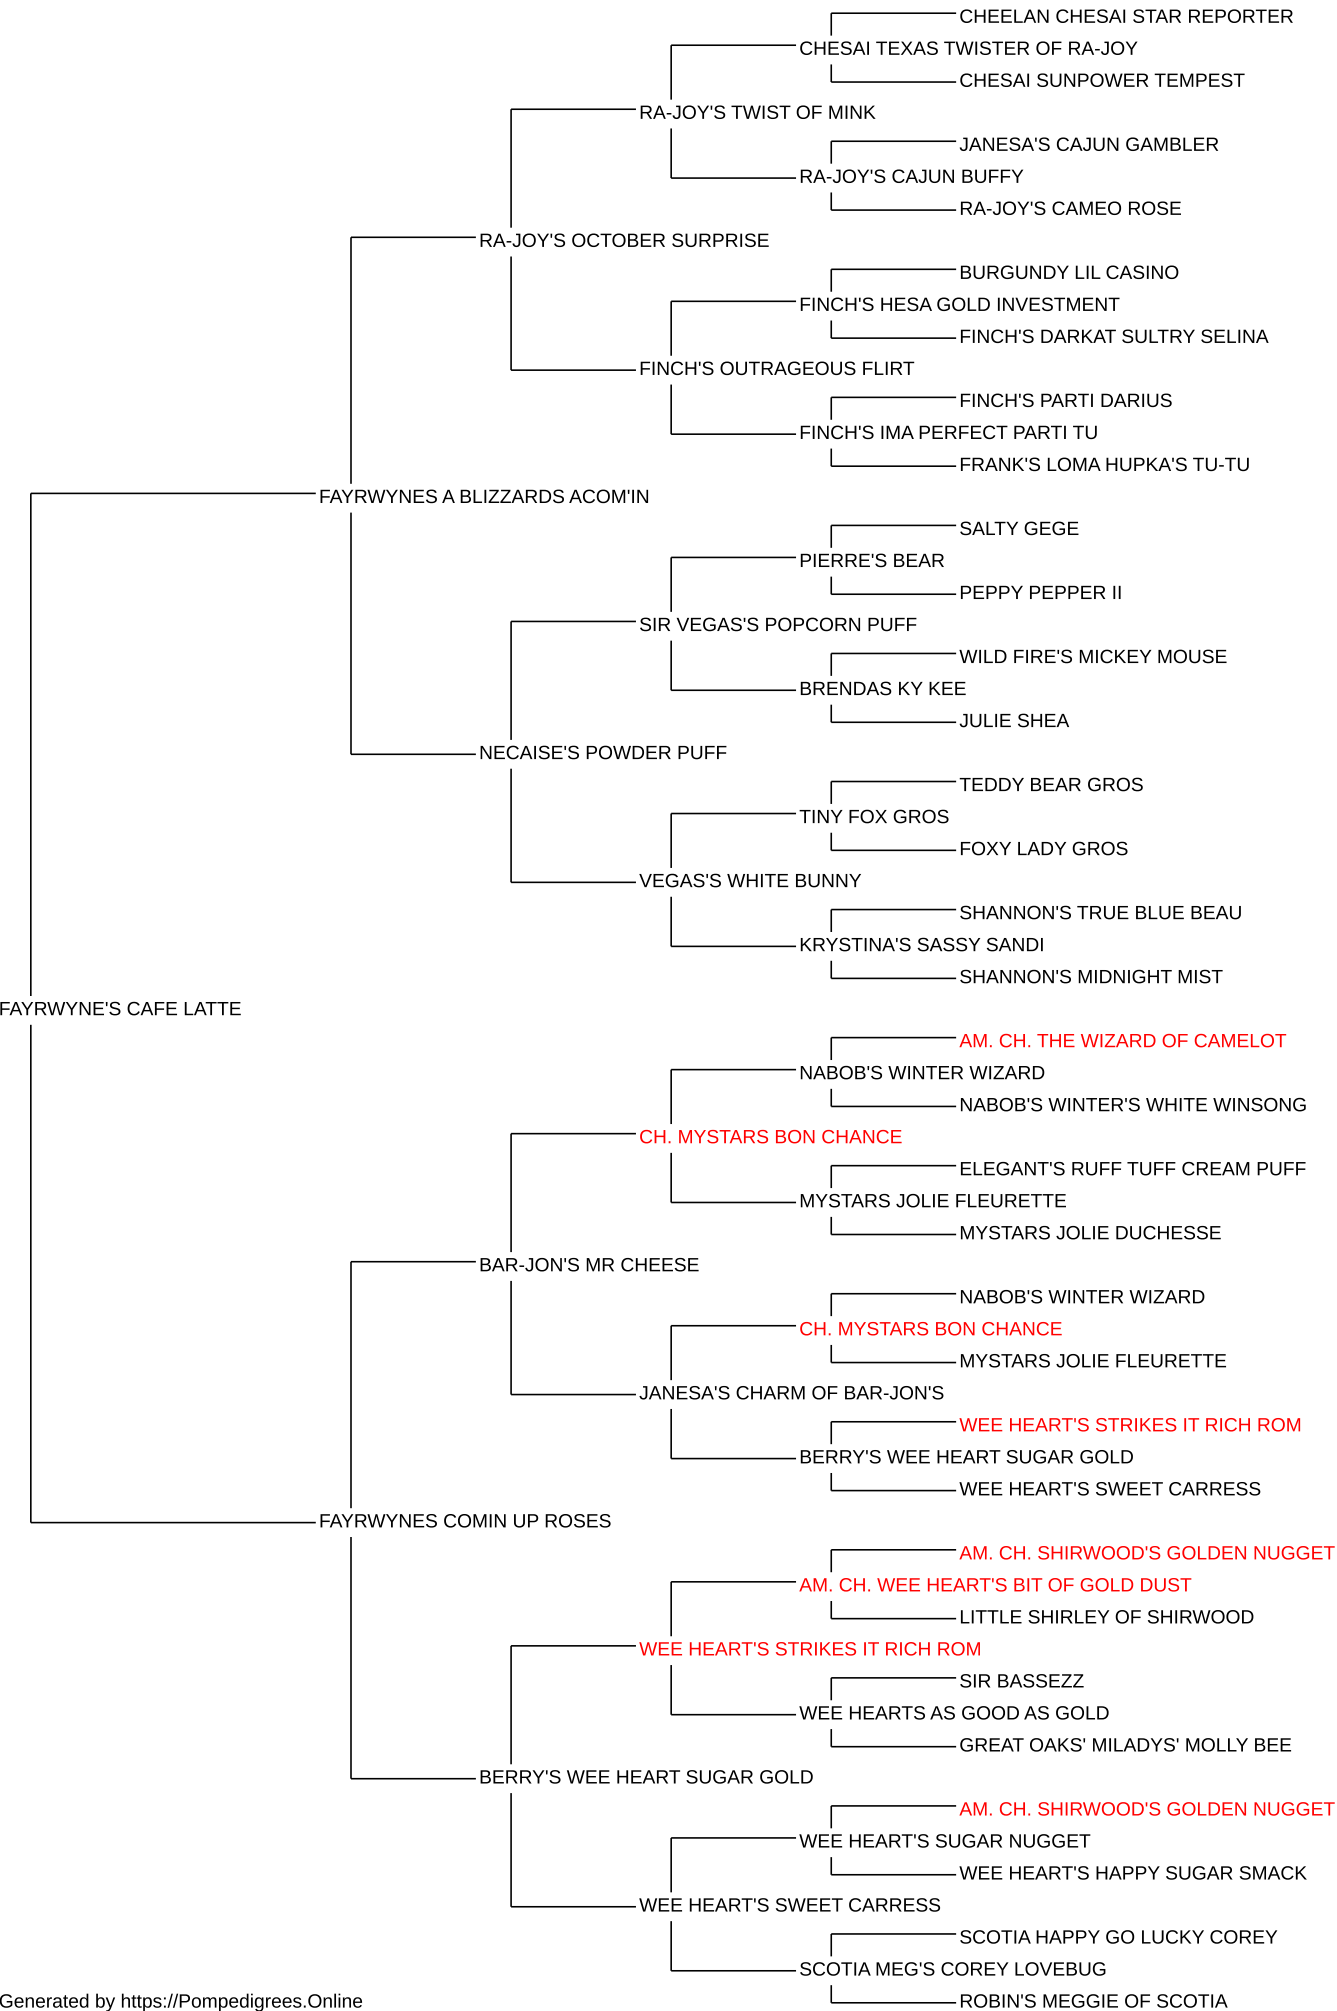 CHEELAN CHESAI STAR REPORTER
CHESAI TEXAS TWISTER OF RA-JOY
CHESAI SUNPOWER TEMPEST
RA-JOY'S TWIST OF MINK
JANESA'S CAJUN GAMBLER
RA-JOY'S CAJUN BUFFY
RA-JOY'S CAMEO ROSE
RA-JOY'S OCTOBER SURPRISE
BURGUNDY LIL CASINO
FINCH'S HESA GOLD INVESTMENT
FINCH'S DARKAT SULTRY SELINA
FINCH'S OUTRAGEOUS FLIRT
FINCH'S PARTI DARIUS
FINCH'S IMA PERFECT PARTI TU
FRANK'S LOMA HUPKA'S TU-TU
FAYRWYNES A BLIZZARDS ACOM'IN
SALTY GEGE
PIERRE'S BEAR
PEPPY PEPPER II
SIR VEGAS'S POPCORN PUFF
WILD FIRE'S MICKEY MOUSE
BRENDAS KY KEE
JULIE SHEA
NECAISE'S POWDER PUFF
TEDDY BEAR GROS
TINY FOX GROS
FOXY LADY GROS
VEGAS'S WHITE BUNNY
SHANNON'S TRUE BLUE BEAU
KRYSTINA'S SASSY SANDI
SHANNON'S MIDNIGHT MIST
FAYRWYNE'S CAFE LATTE
AM. CH. THE WIZARD OF CAMELOT
NABOB'S WINTER WIZARD
NABOB'S WINTER'S WHITE WINSONG
CH. MYSTARS BON CHANCE
ELEGANT'S RUFF TUFF CREAM PUFF
MYSTARS JOLIE FLEURETTE
MYSTARS JOLIE DUCHESSE
BAR-JON'S MR CHEESE
NABOB'S WINTER WIZARD
CH. MYSTARS BON CHANCE
MYSTARS JOLIE FLEURETTE
JANESA'S CHARM OF BAR-JON'S
WEE HEART'S STRIKES IT RICH ROM
BERRY'S WEE HEART SUGAR GOLD
WEE HEART'S SWEET CARRESS
FAYRWYNES COMIN UP ROSES
AM. CH. SHIRWOOD'S GOLDEN NUGGET
AM. CH. WEE HEART'S BIT OF GOLD DUST
LITTLE SHIRLEY OF SHIRWOOD
WEE HEART'S STRIKES IT RICH ROM
SIR BASSEZZ
WEE HEARTS AS GOOD AS GOLD
GREAT OAKS' MILADYS' MOLLY BEE
BERRY'S WEE HEART SUGAR GOLD
AM. CH. SHIRWOOD'S GOLDEN NUGGET
WEE HEART'S SUGAR NUGGET
WEE HEART'S HAPPY SUGAR SMACK
WEE HEART'S SWEET CARRESS
SCOTIA HAPPY GO LUCKY COREY
SCOTIA MEG'S COREY LOVEBUG
ROBIN'S MEGGIE OF SCOTIA
Generated by https://Pompedigrees.Online